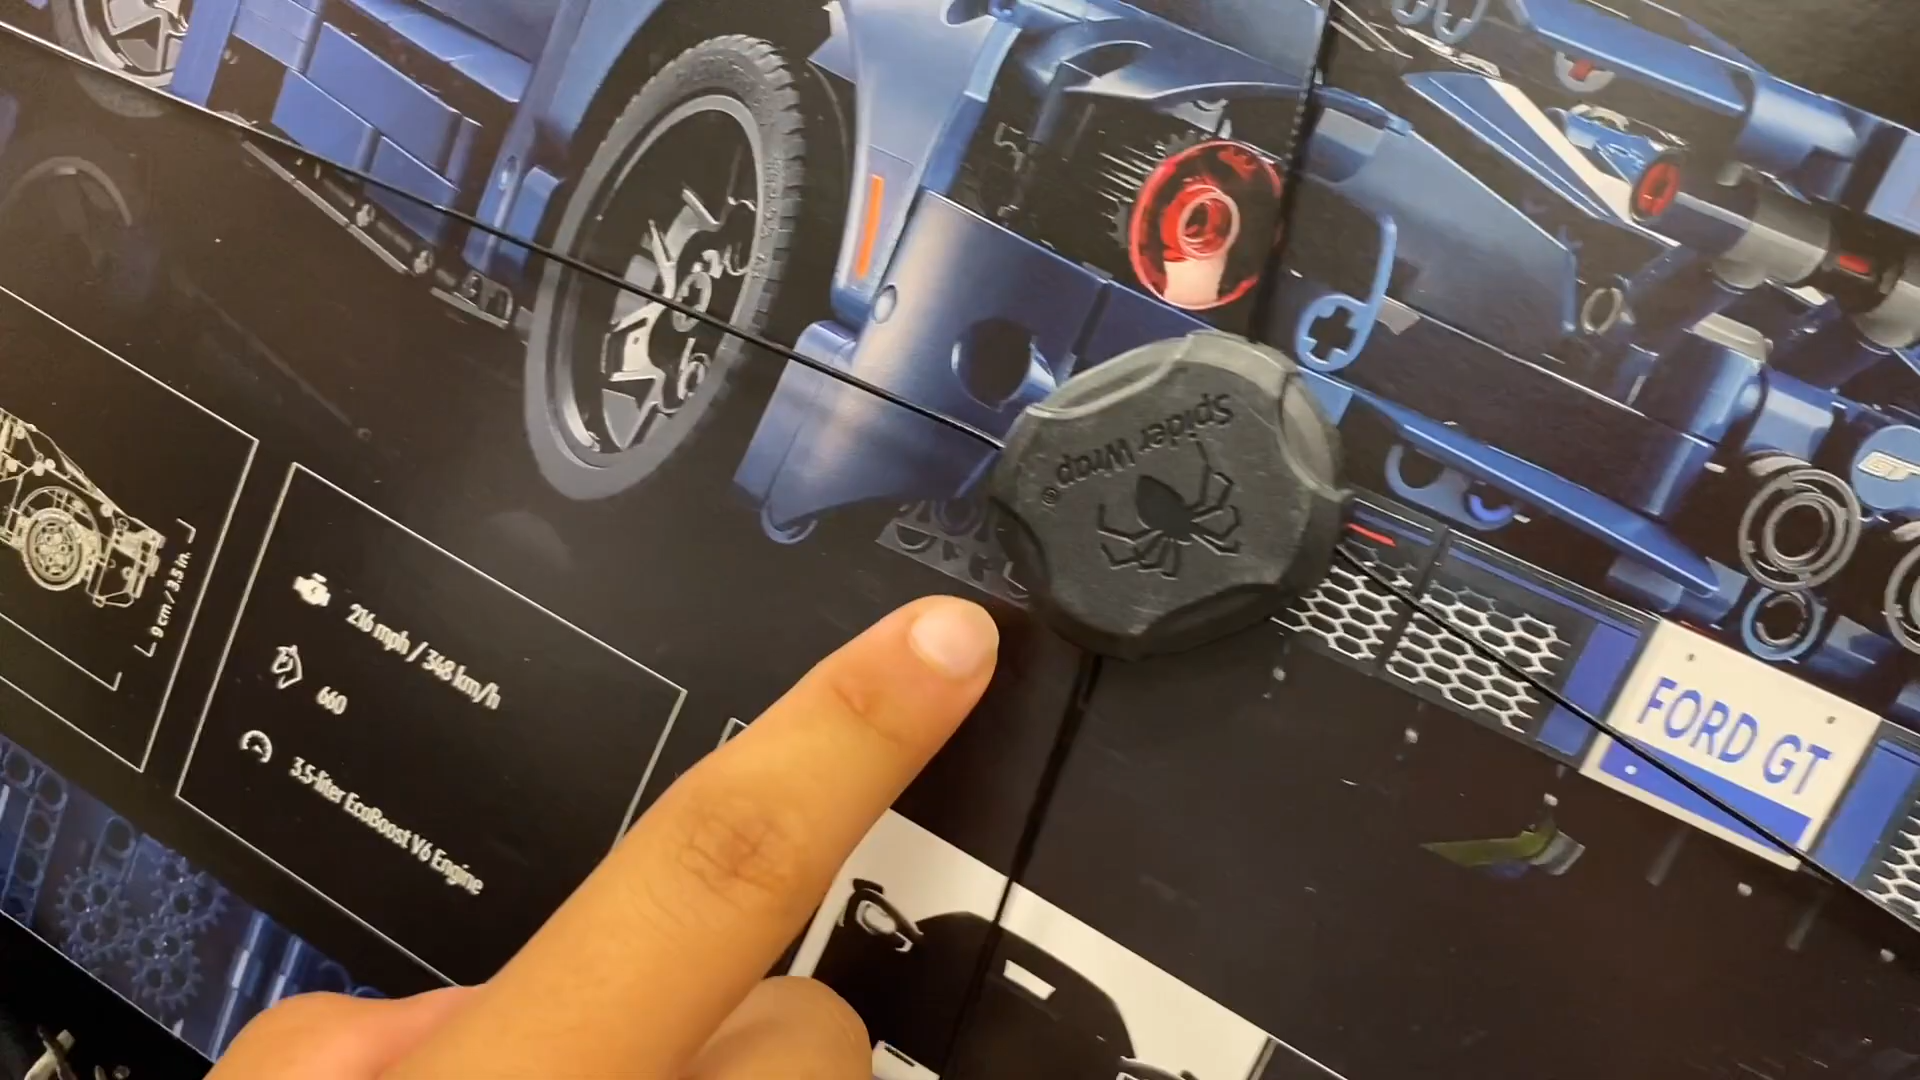 Spider Wrap®
GT
FORD GT
9 cm / 3.5 in.
216 mph / 348 km/h
660
3.5-liter EcoBoost V6 Engine